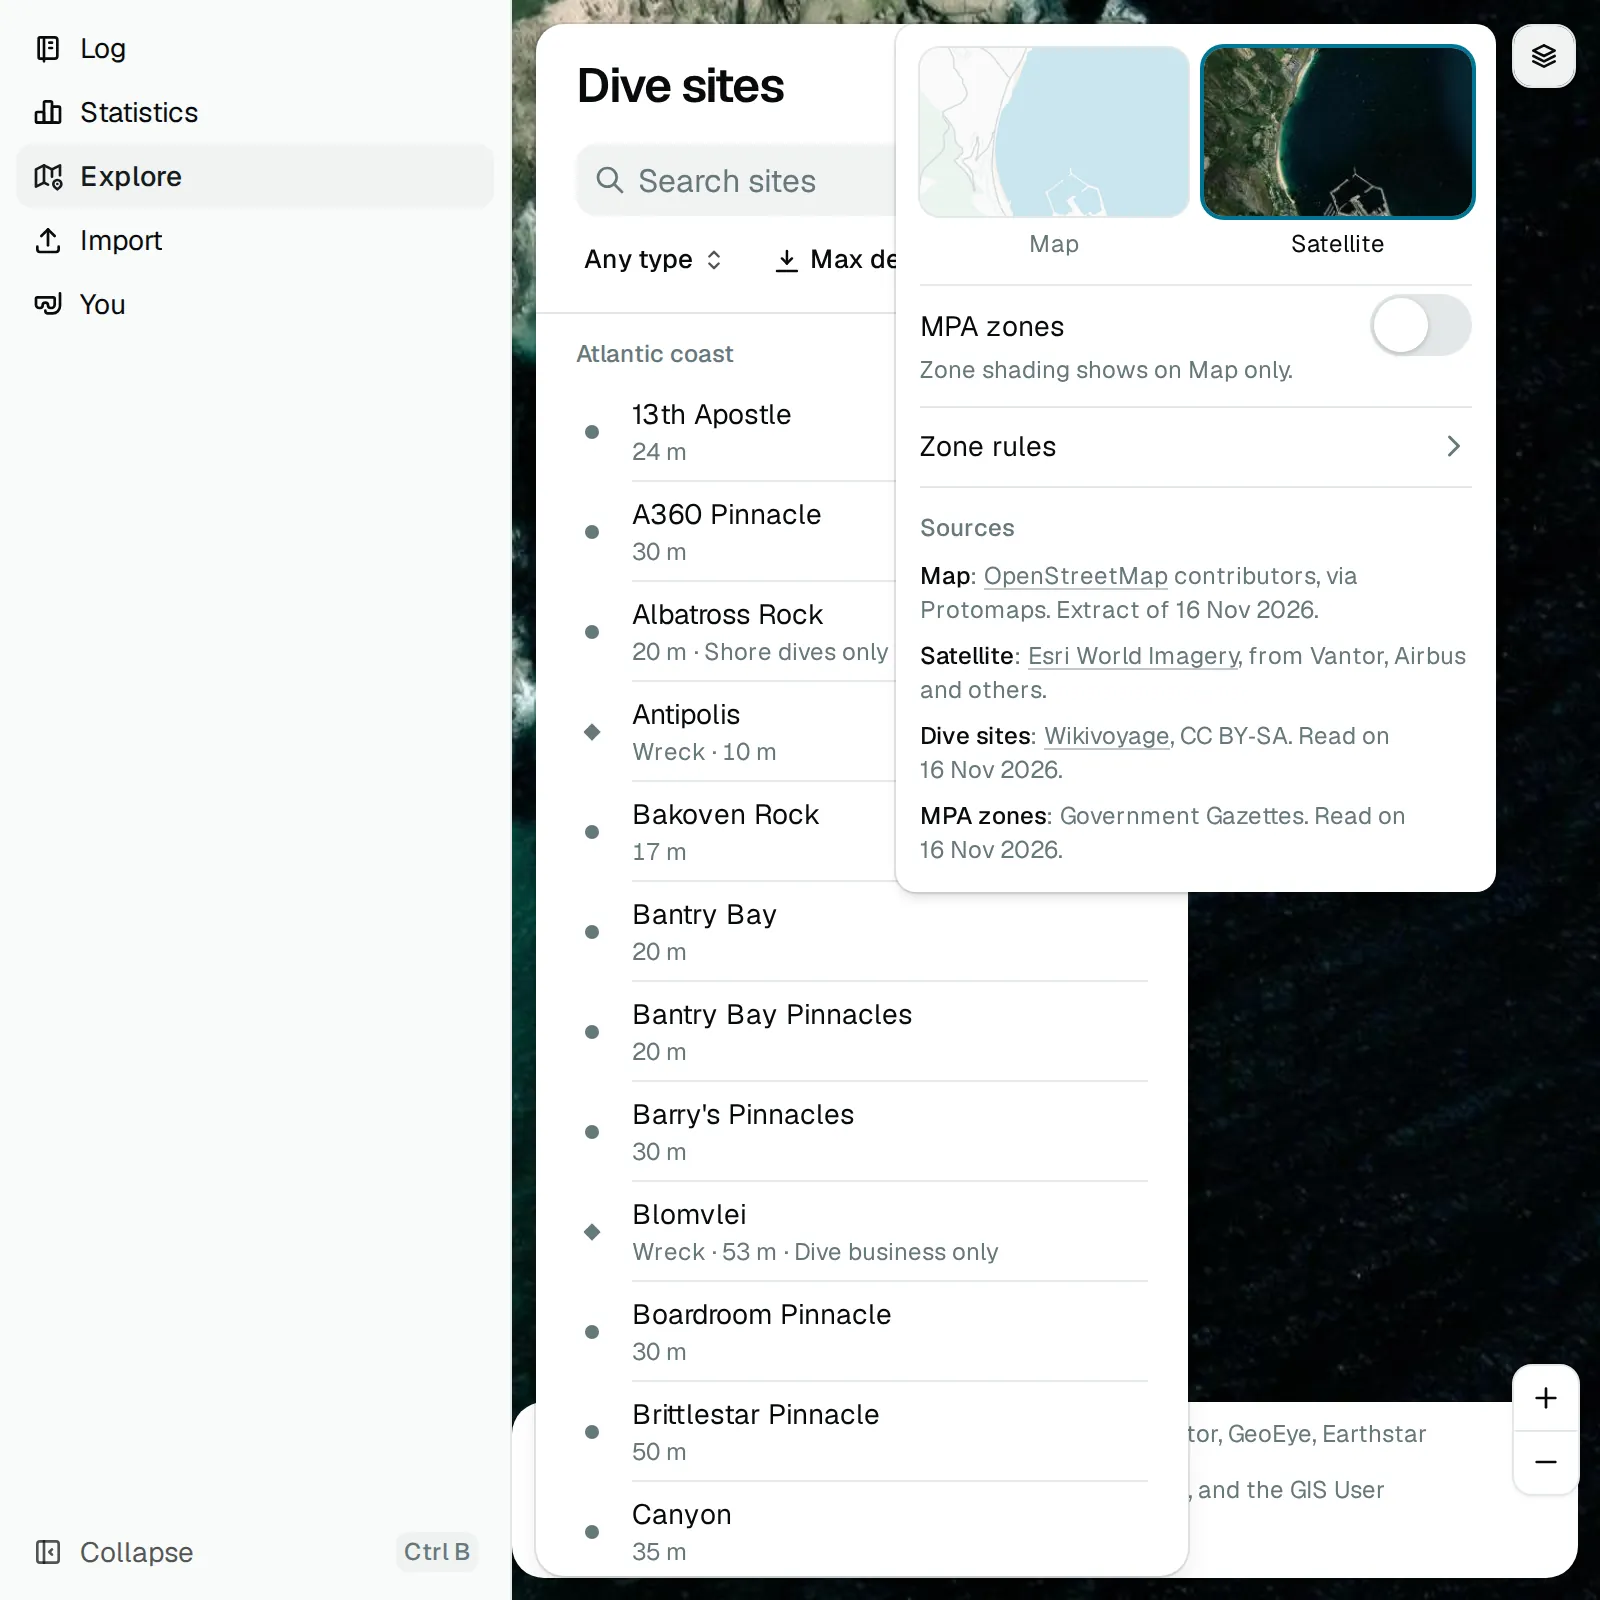 Log
Statistics
Explore
Import
You
Collapse
Ctrl B
Dive sites
Search sites
Any type
Max de
Atlantic coast
13th Apostle
24 m
A360 Pinnacle
30 m
Albatross Rock
20 m · Shore dives only
Antipolis
Wreck · 10 m
Bakoven Rock
17 m
Bantry Bay
20 m
Bantry Bay Pinnacles
20 m
Barry's Pinnacles
30 m
Blomvlei
Wreck · 53 m · Dive business only
Boardroom Pinnacle
30 m
Brittlestar Pinnacle
50 m
Canyon
35 m
Map
Satellite
MPA zones
Zone shading shows on Map only.
Zone rules
Sources
Map: OpenStreetMap contributors, via
Protomaps. Extract of 16 Nov 2026.
Satellite: Esri World Imagery, from Vantor, Airbus
and others.
Dive sites: Wikivoyage, CC BY-SA. Read on
16 Nov 2026.
MPA zones: Government Gazettes. Read on
16 Nov 2026.
tor, GeoEye, Earthstar
, and the GIS User